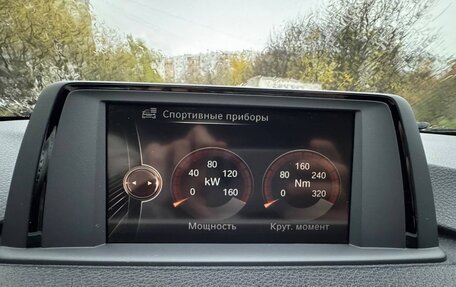 Спортивные приборы
80
40 kW 120
0 160
Мощность
160
80 Nm 240
0 320
Крут. момент